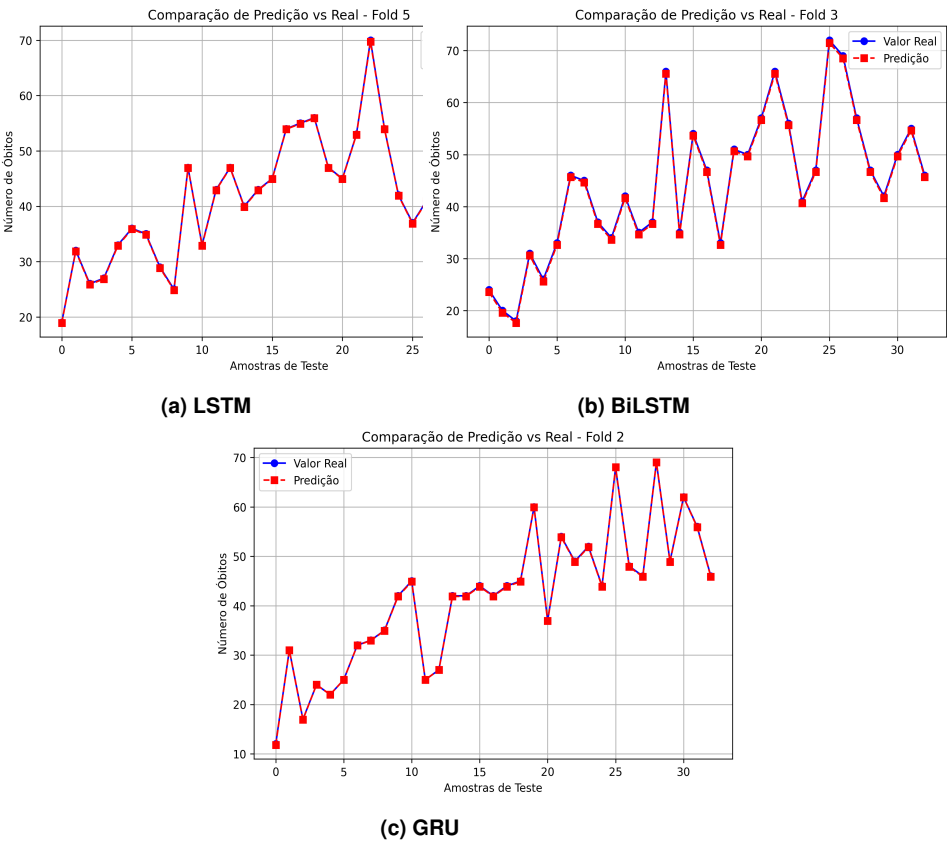 Comparação de Predição vs Real - Fold 5
Número de Óbitos
70
60
50
40
30
20
0 5 10 15 20 25
Amostras de Teste
(a) LSTM
Comparação de Predição vs Real - Fold 3
Valor Real
Predição
Número de Óbitos
70
60
50
40
30
20
0 5 10 15 20 25 30
Amostras de Teste
(b) BiLSTM
Comparação de Predição vs Real - Fold 2
Valor Real
Predição
Número de Óbitos
70
60
50
40
30
20
10
0 5 10 15 20 25 30
Amostras de Teste
(c) GRU